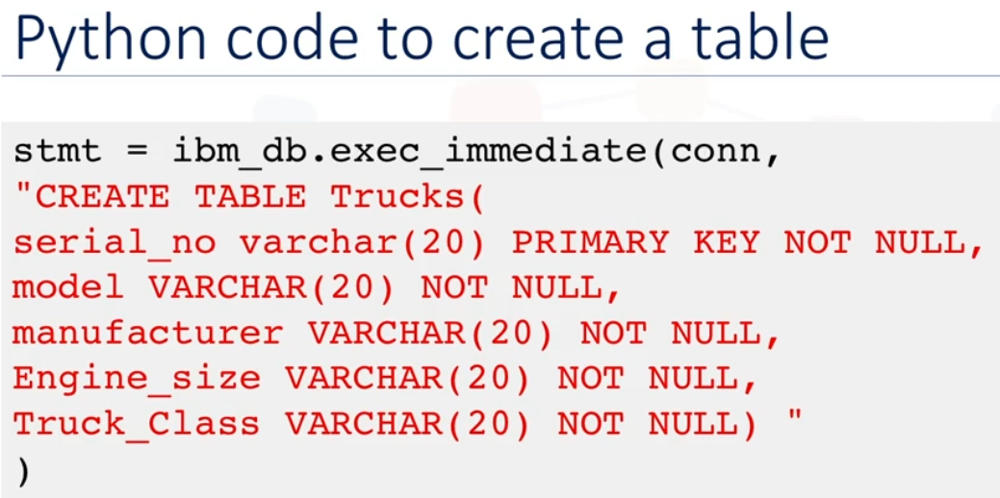 Python code to create a table
stmt = ibm_db.exec_immediate(conn,
"CREATE TABLE Trucks(
serial_no varchar(20) PRIMARY KEY NOT NULL,
model VARCHAR(20) NOT NULL,
manufacturer VARCHAR(20) NOT NULL,
Engine_size VARCHAR(20) NOT NULL,
Truck_Class VARCHAR(20) NOT NULL) "
)